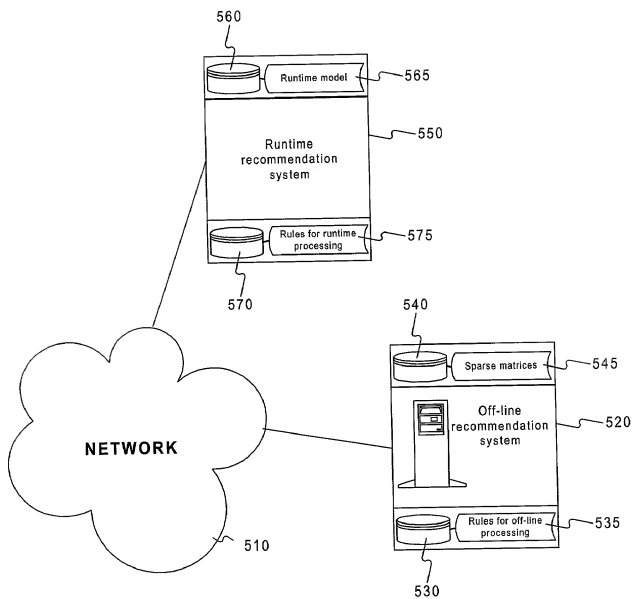 560
Runtime model
565
550
Runtime
recommendation
system
Rules for runtime
processing
575
570
540
Sparse matrices
545
Off-line
recommendation
system
520
NETWORK
Rules for off-line
processing
535
510
530